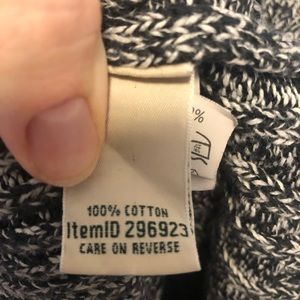 100% COTTON
ItemID 296923
CARE ON REVERSE
%